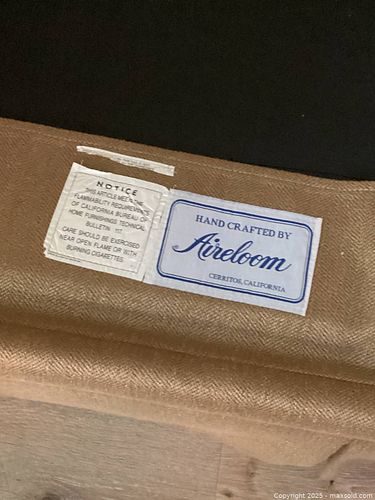 NOTICE
THIS ARTICLE MEETS THE
FLAMMABILITY REQUIREMENTS
OF CALIFORNIA BUREAU OF
HOME FURNISHINGS TECHNICAL
BULLETIN 117.
CARE SHOULD BE EXERCISED
NEAR OPEN FLAME OR WITH
BURNING CIGARETTES.
HAND CRAFTED BY
Aireloom
CERRITOS, CALIFORNIA
Copyright 2025 - maxsold.com